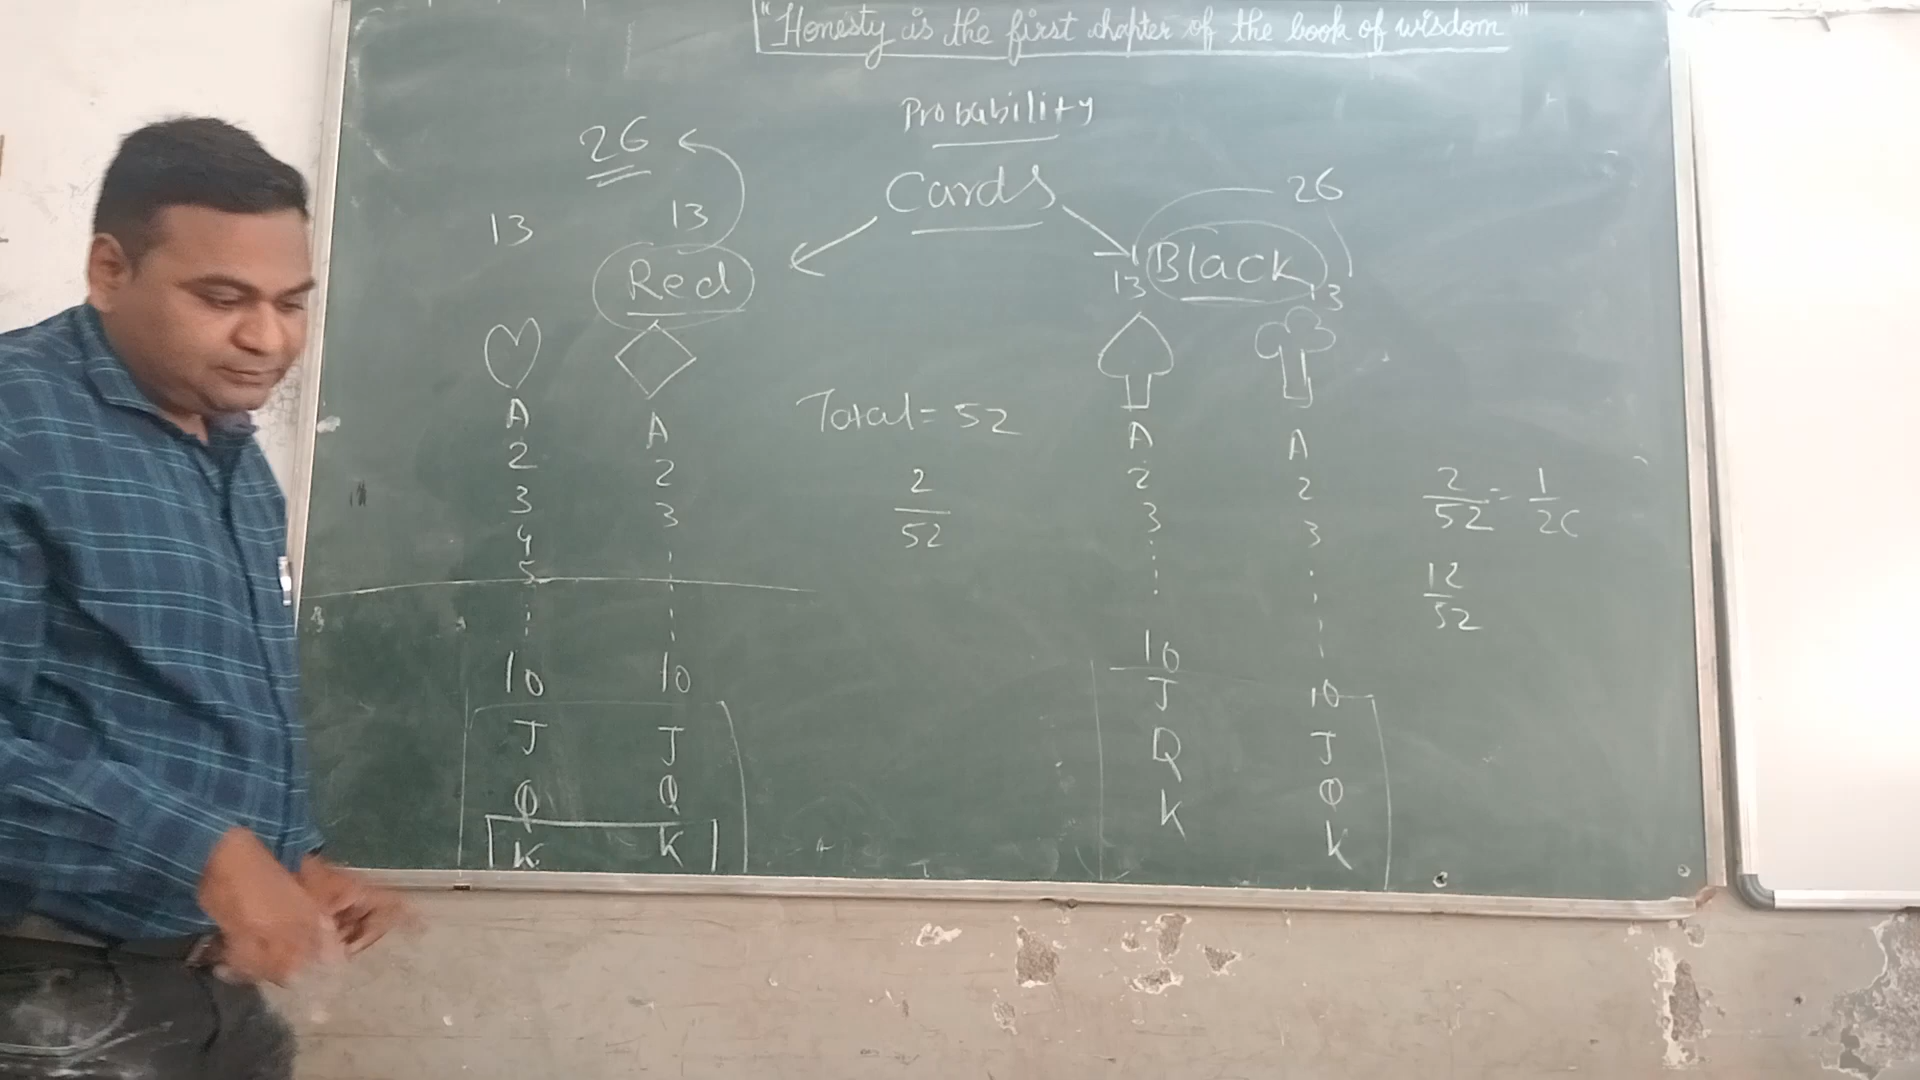 "Honesty is the first chapter of the book of wisdom"
Probability
Cards
26
13 13
Red
26
Black
13 13
A A
2 2
3 3
4
5
10 10
J J
Q Q
K K
Total = 52
2/52
A A
2 2
3 3
10 10
J J
Q Q
K K
2/52 = 1/26
12/52